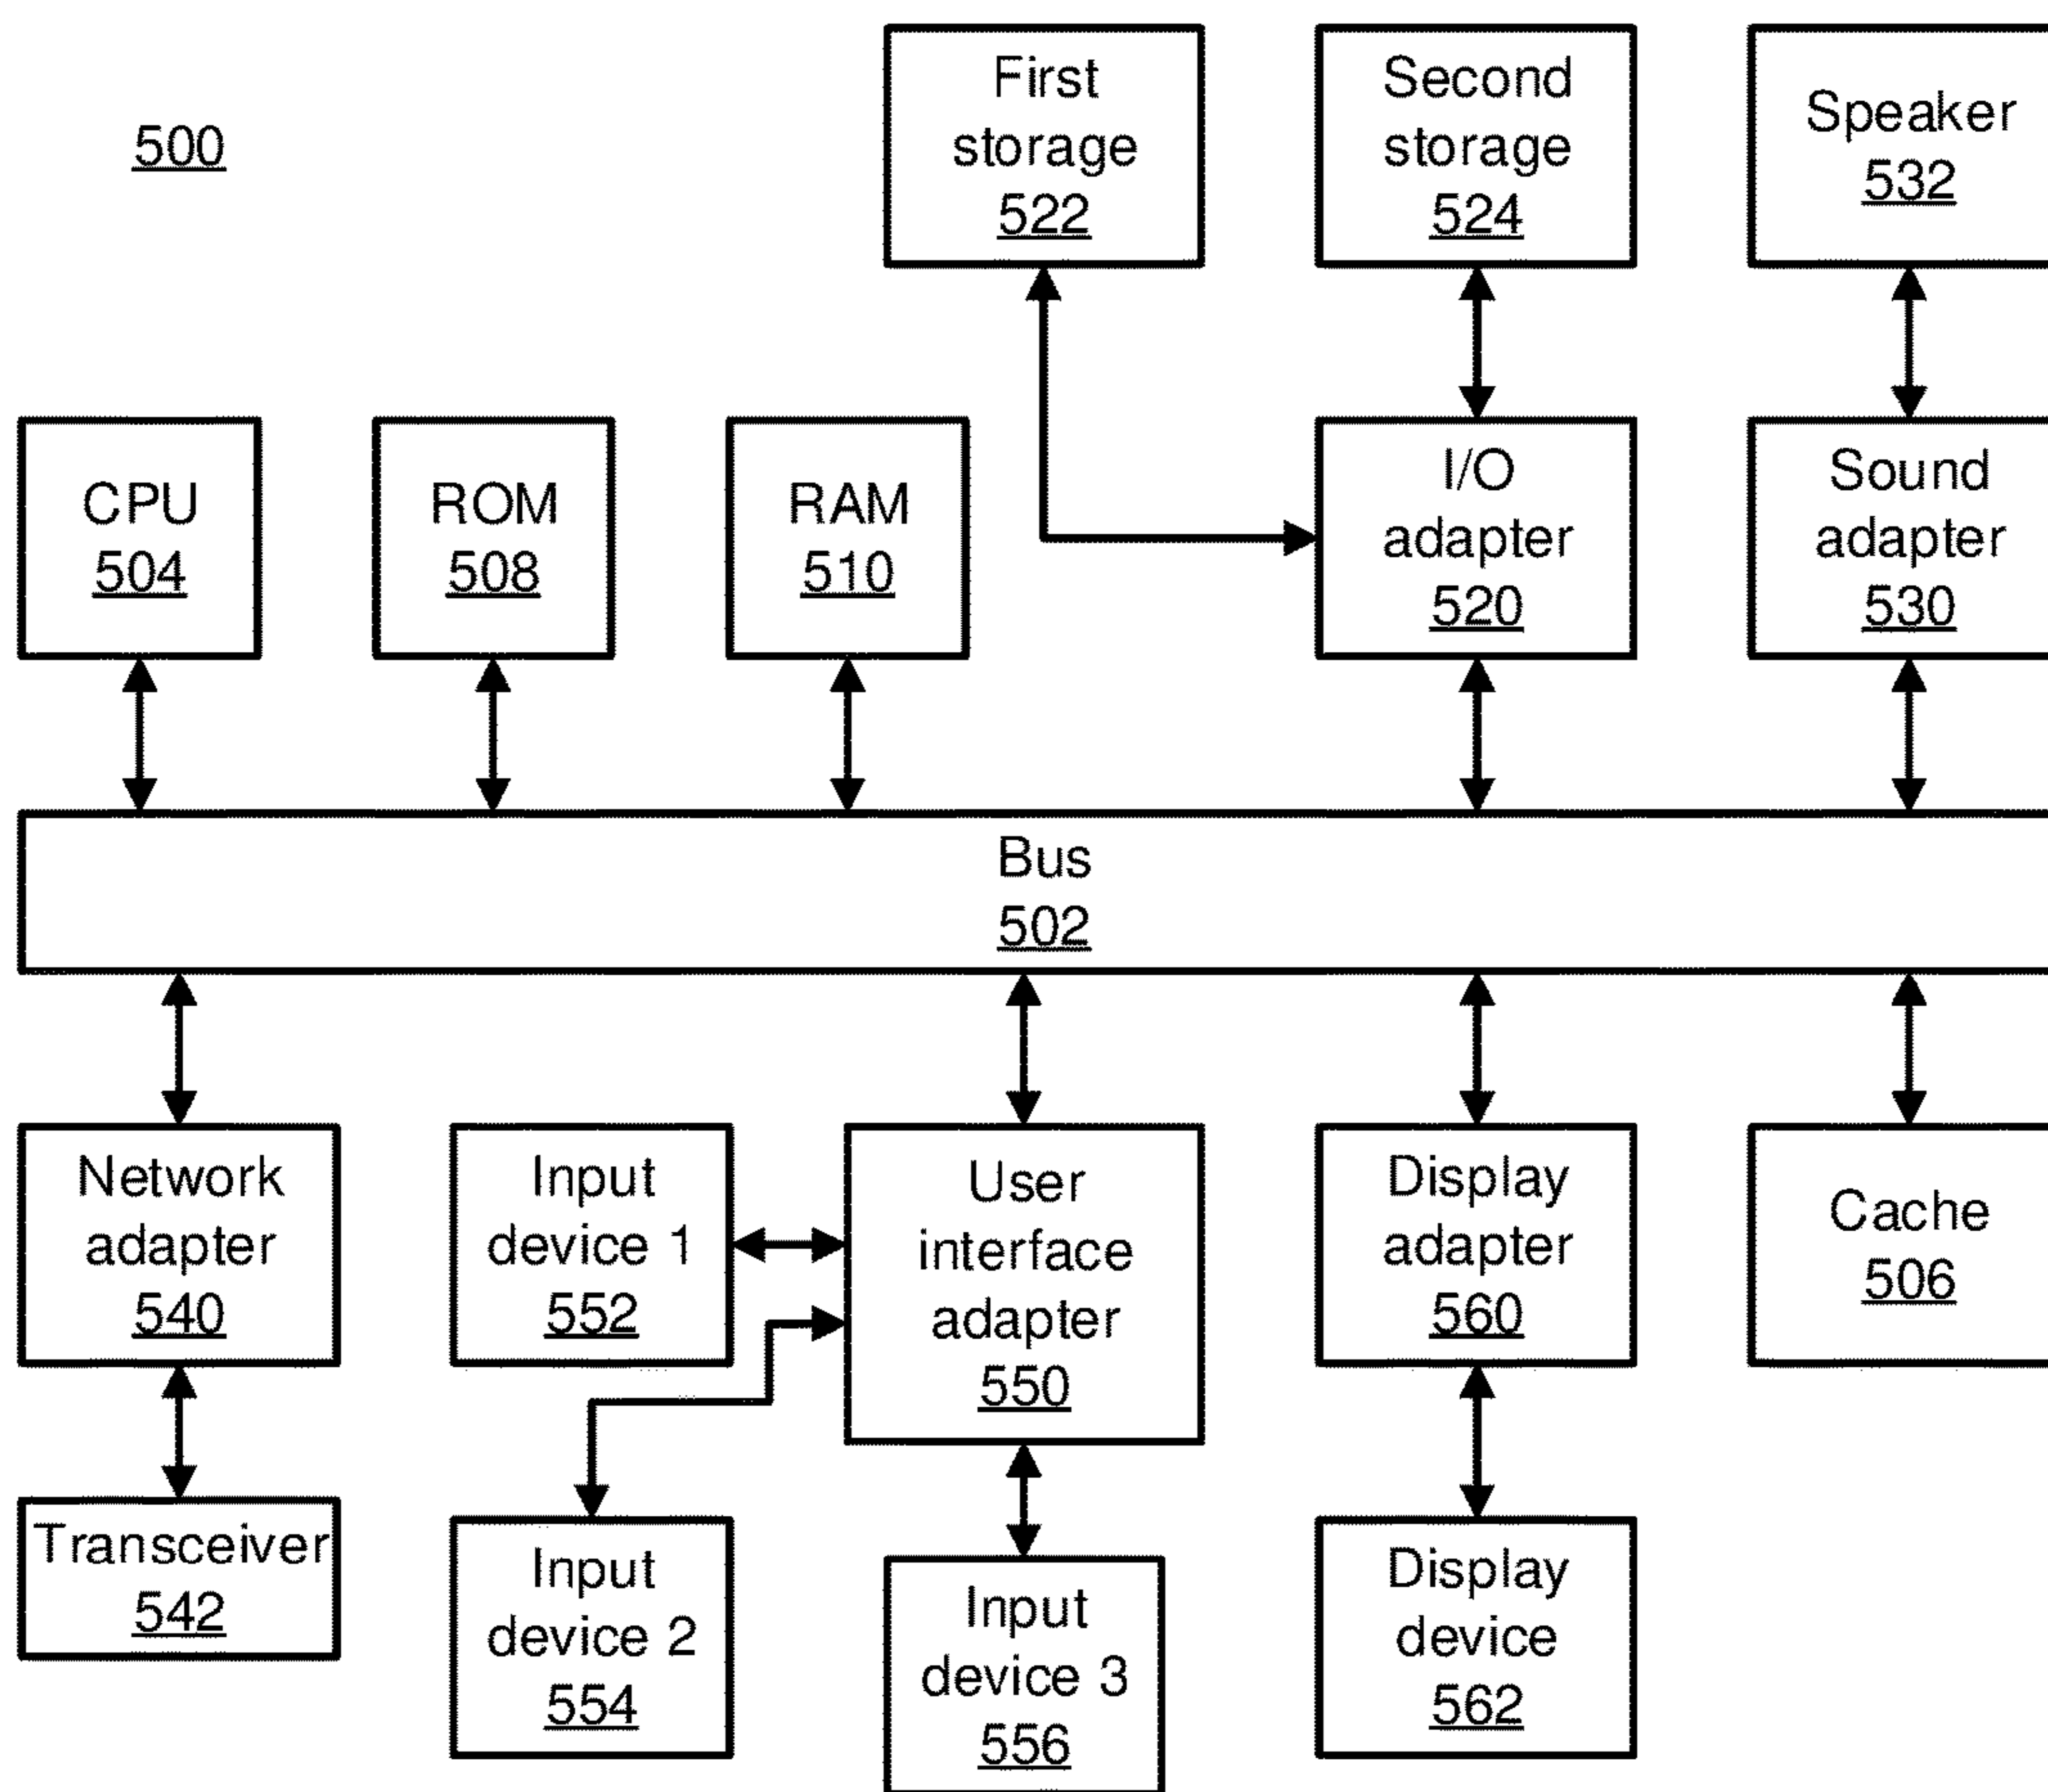 500
First
storage
522
Second
storage
524
Speaker
532
CPU
504
ROM
508
RAM
510
I/O
adapter
520
Sound
adapter
530
Bus
502
Network
adapter
540
Input
device 1
552
User
interface
adapter
550
Display
adapter
560
Cache
506
Transceiver
542
Input
device 2
554
Input
device 3
556
Display
device
562